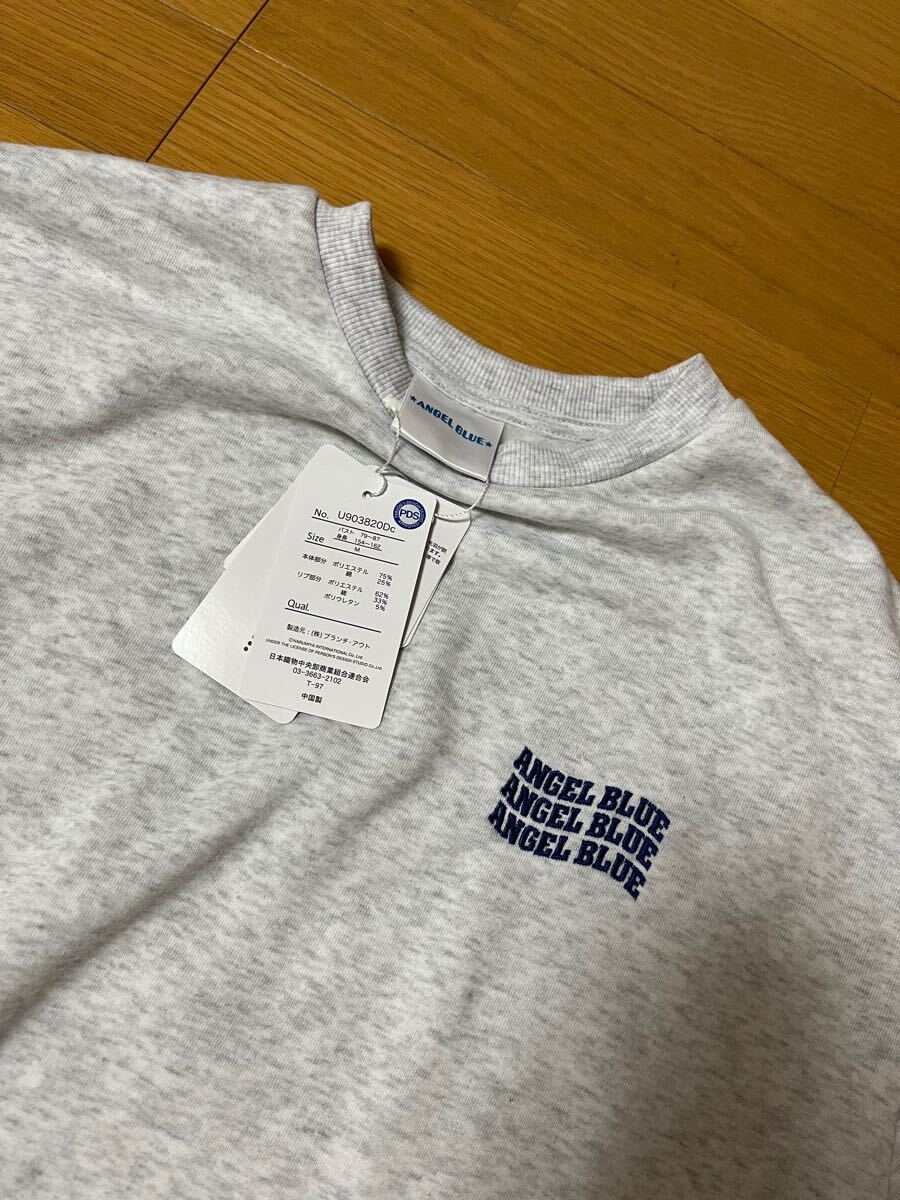 ★ANGEL BLUE★
PDS
No. U903820Dc
バスト 79～87
身長 154～162
Size
M
本体部分 ポリエステル 75%
綿 25%
リブ部分 ポリエステル 62%
綿 33%
ポリウレタン 5%
Qual.
製造元：(株)ブランチ・アウト
©NARUMIYA INTERNATIONAL Co.,Ltd.
UNDER THE LICENSE OF PERSON'S DESIGN STUDIO Co.,Ltd.
日本織物中央卸商業組合連合会
03-3663-2102
T-97
中国製
ANGEL BLUE
ANGEL BLUE
ANGEL BLUE